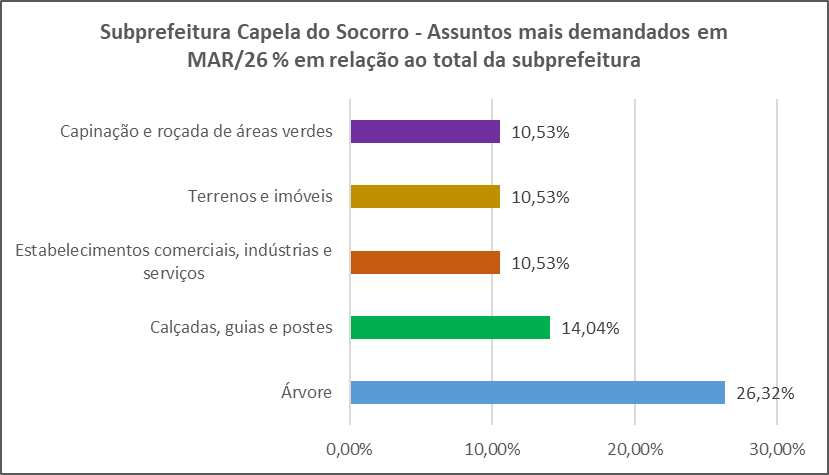 Subprefeitura Capela do Socorro - Assuntos mais demandados em
MAR/26 % em relação ao total da subprefeitura
Capinação e roçada de áreas verdes
10,53%
Terrenos e imóveis
10,53%
Estabelecimentos comerciais, indústrias e
serviços
10,53%
Calçadas, guias e postes
14,04%
Árvore
26,32%
0,00%
10,00%
20,00%
30,00%